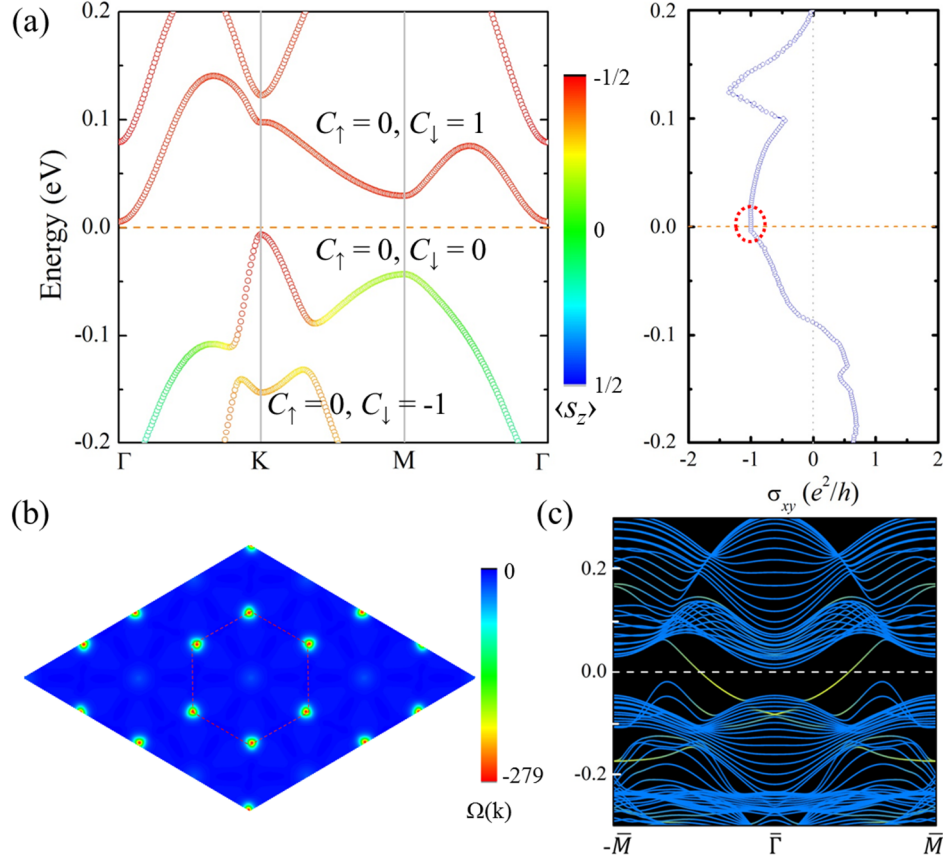 (a)
Energy (eV)
0.2
0.1
0.0
-0.1
-0.2
Γ K M Γ
C↑ = 0, C↓ = 1
C↑ = 0, C↓ = 0
C↑ = 0, C↓ = -1
-1/2
0
1/2
⟨sz⟩
0.2
0.1
0.0
-0.1
-0.2
-2 -1 0 1 2
σxy (e²/h)
(b)
0
-279
Ω(k)
(c)
0.2
0.0
-0.2
-M̅ Γ̅ M̅